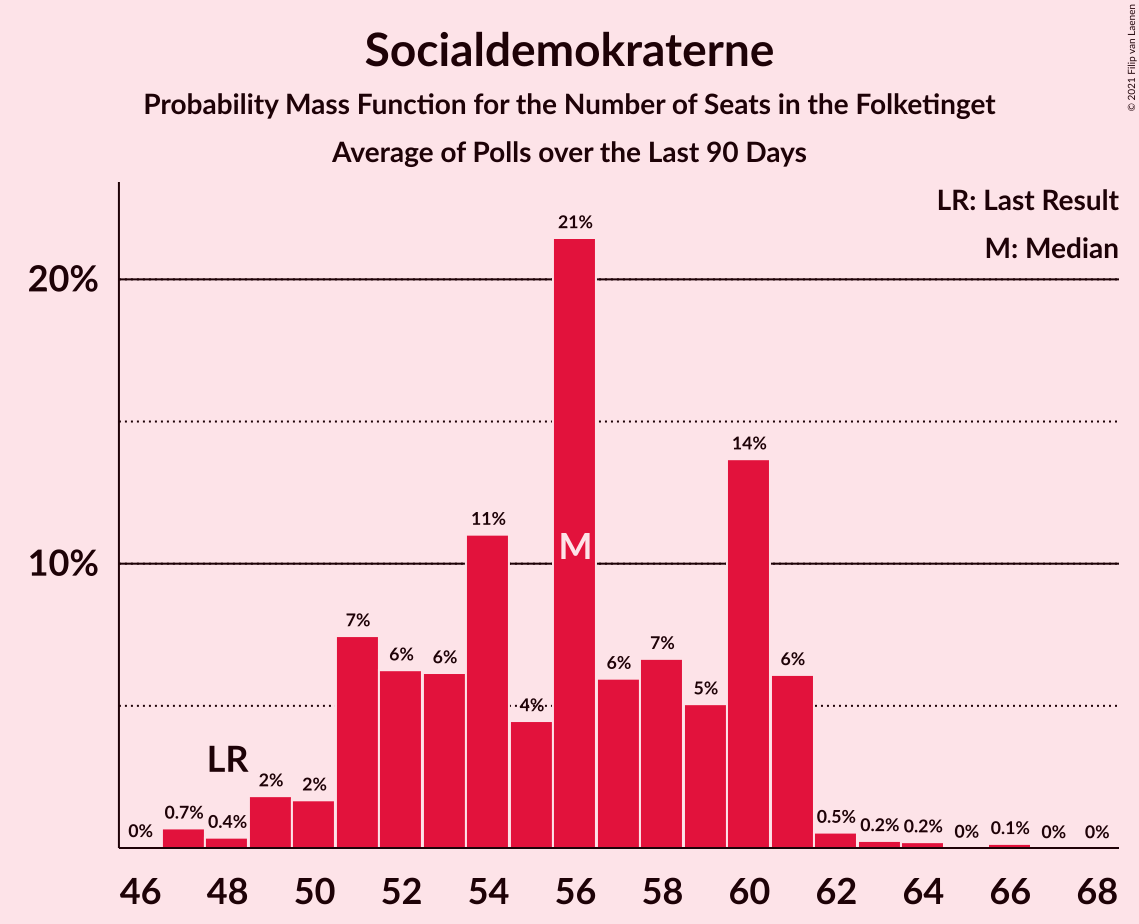 Socialdemokraterne
Probability Mass Function for the Number of Seats in the Folketinget
Average of Polls over the Last 90 Days
© 2021 Filip van Laenen
LR: Last Result
M: Median
20%
10%
0%
0.7%
0.4%
2%
2%
7%
6%
6%
11%
4%
21%
6%
7%
5%
14%
6%
0.5%
0.2%
0.2%
0%
0.1%
0%
0%
LR
M
46 48 50 52 54 56 58 60 62 64 66 68